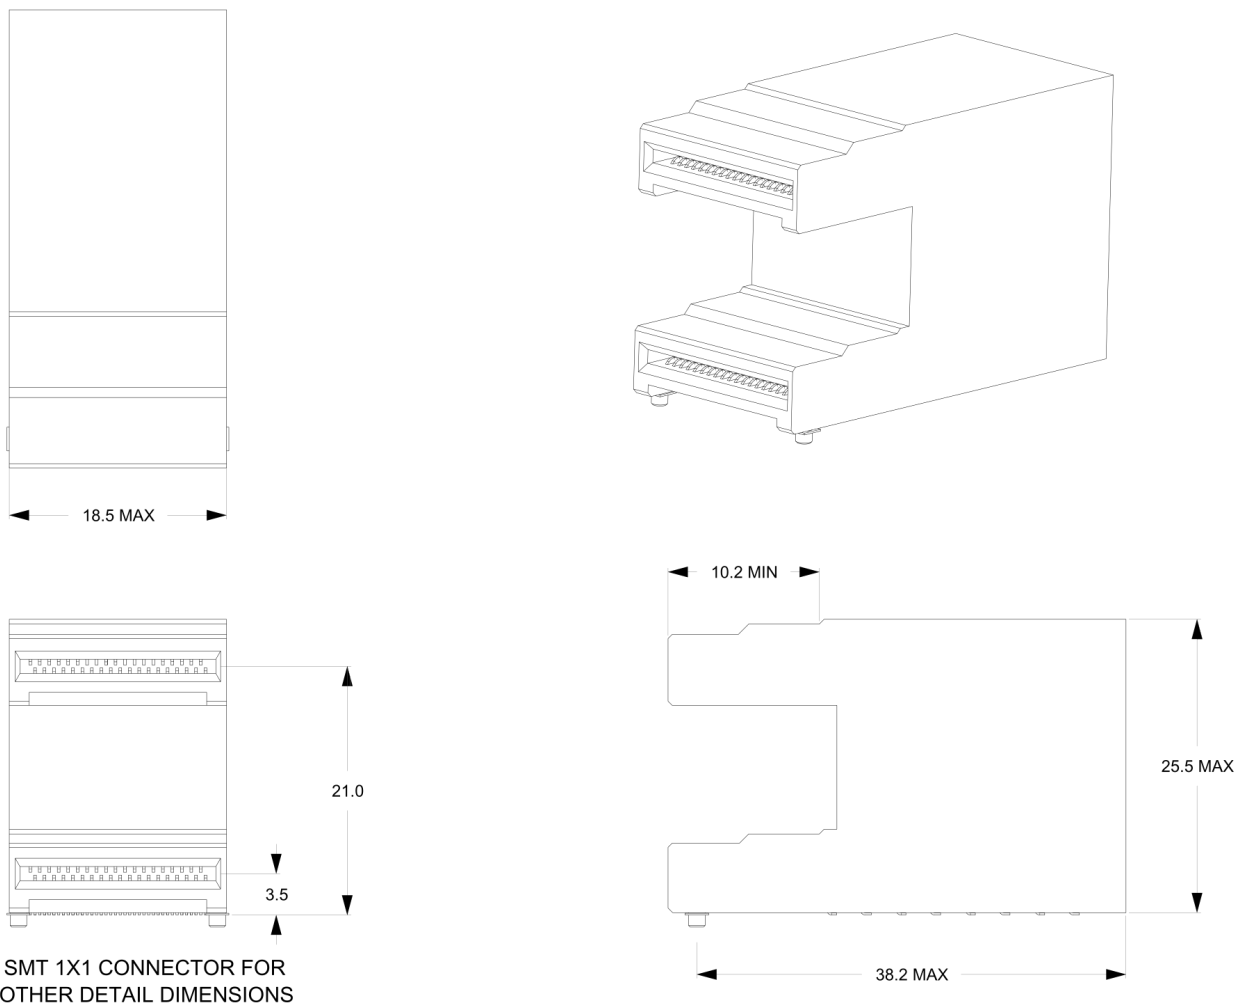 18.5 MAX
10.2 MIN
25.5 MAX
21.0
3.5
38.2 MAX
SMT 1X1 CONNECTOR FOR
OTHER DETAIL DIMENSIONS